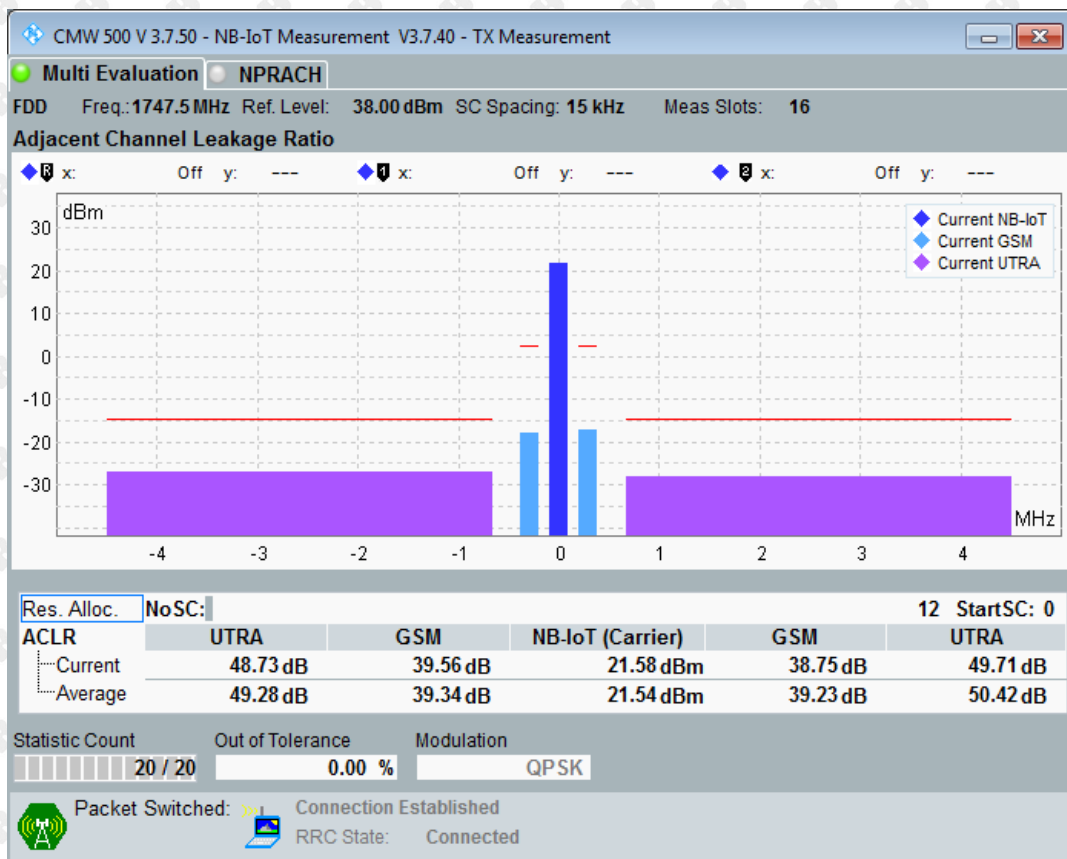 CMW 500 V 3.7.50 - NB-IoT Measurement V3.7.40 - TX Measurement
Multi Evaluation NPRACH
FDD Freq.: 1747.5 MHz Ref. Level: 38.00 dBm SC Spacing: 15 kHz Meas Slots: 16
Adjacent Channel Leakage Ratio
R x: Off y: --- 1 x: Off y: --- 2 x: Off y: ---
dBm
Current NB-IoT
Current GSM
Current UTRA
30
20
10
0
-10
-20
-30
MHz
-4 -3 -2 -1 0 1 2 3 4
Res. Alloc. NoSC: 12 StartSC: 0
ACLR UTRA GSM NB-IoT (Carrier) GSM UTRA
Current 48.73 dB 39.56 dB 21.58 dBm 38.75 dB 49.71 dB
Average 49.28 dB 39.34 dB 21.54 dBm 39.23 dB 50.42 dB
Statistic Count Out of Tolerance Modulation
20 / 20 0.00 % QPSK
Packet Switched: Connection Established
RRC State: Connected